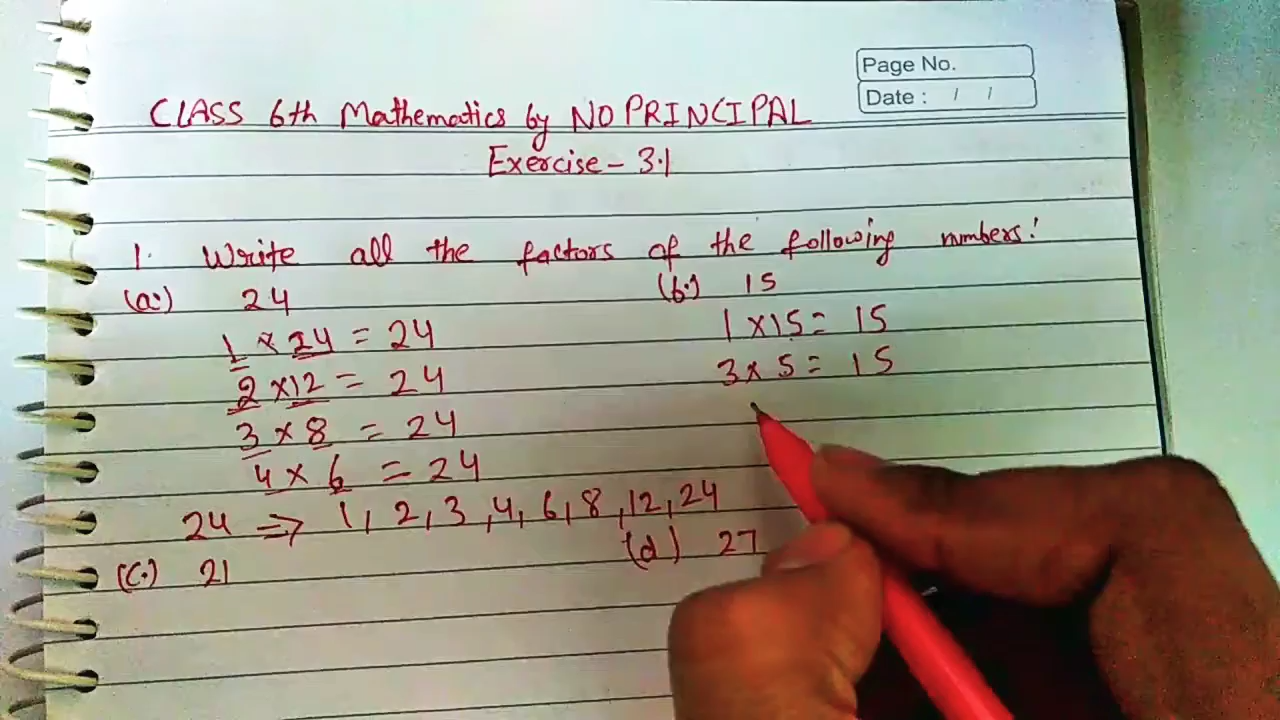 Page No.
Date : / /
CLASS 6th Mathematics by NO PRINCIPAL
Exercise - 3.1
1. Write all the factors of the following numbers:
(a.) 24
1 × 24 = 24
2 × 12 = 24
3 × 8 = 24
4 × 6 = 24
24 ⇒ 1, 2, 3, 4, 6, 8, 12, 24
(b.) 15
1 × 15 = 15
3 × 5 = 15
(c.) 21
(d) 27